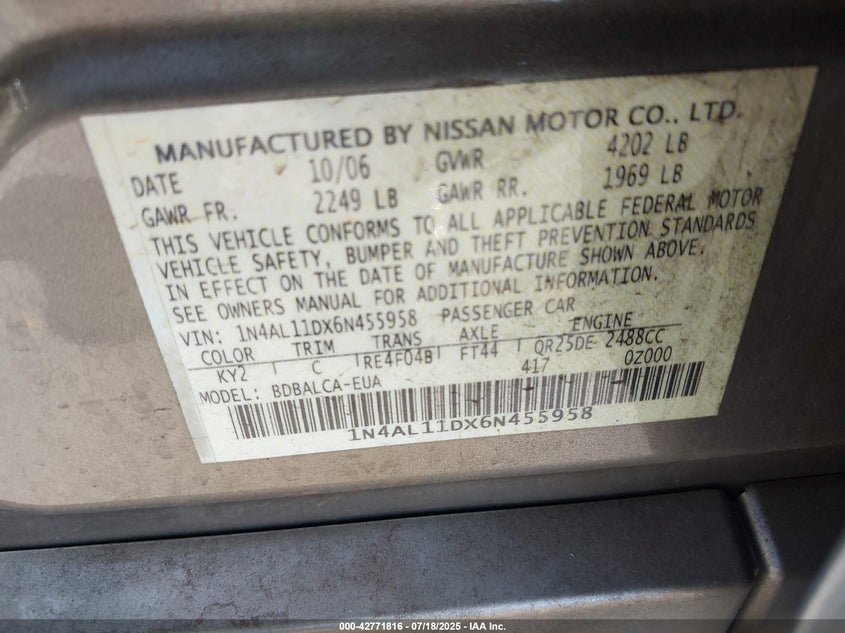 MANUFACTURED BY NISSAN MOTOR CO., LTD.
DATE 10/06 GVWR 4202 LB
GAWR FR. 2249 LB GAWR RR. 1969 LB
THIS VEHICLE CONFORMS TO ALL APPLICABLE FEDERAL MOTOR
VEHICLE SAFETY, BUMPER AND THEFT PREVENTION STANDARDS
IN EFFECT ON THE DATE OF MANUFACTURE SHOWN ABOVE.
SEE OWNERS MANUAL FOR ADDITIONAL INFORMATION.
VIN: 1N4AL11DX6N455958 PASSENGER CAR
COLOR TRIM TRANS AXLE ENGINE
KY2 C RE4F04B FT44 QR25DE 2488CC
MODEL: BDBALCA-EUA 417 0Z000
1N4AL11DX6N455958
000-42771816 - 07/18/2025 - IAA Inc.